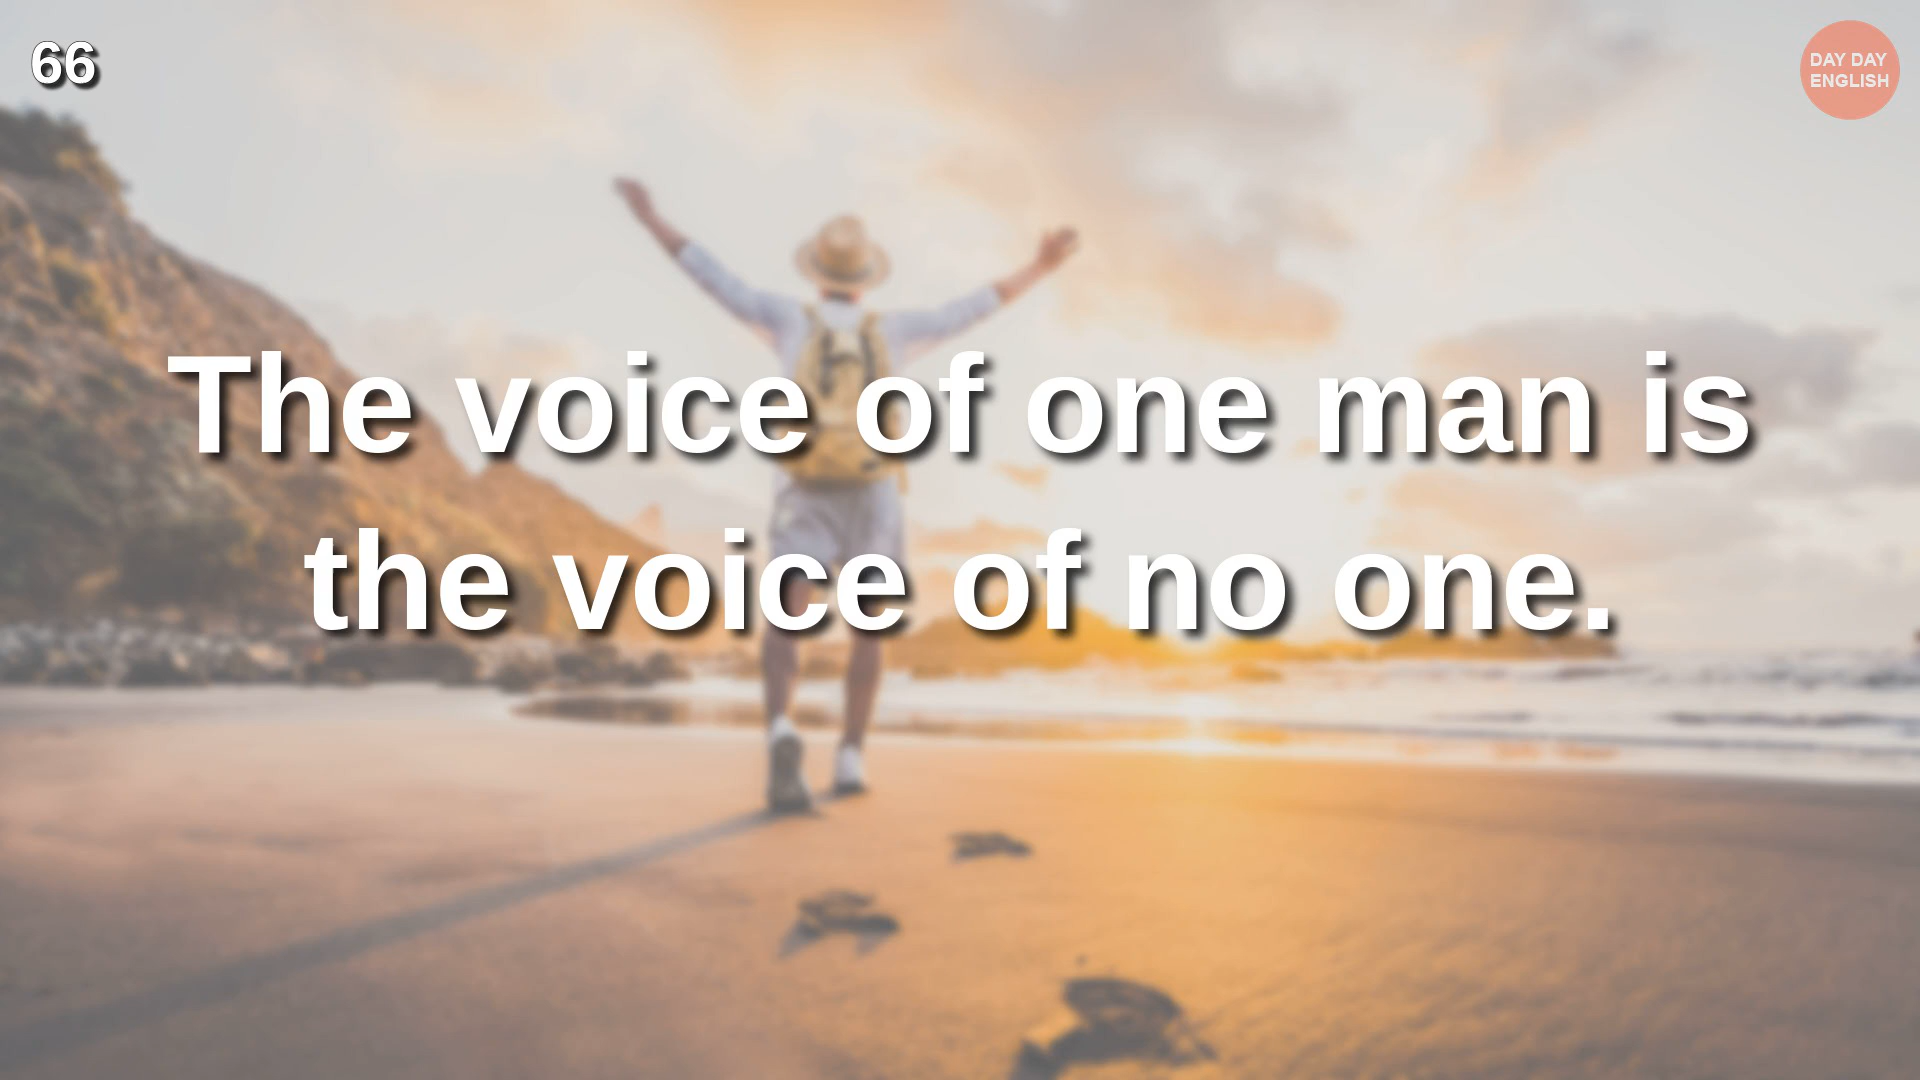 66
DAY DAY
ENGLISH
The voice of one man is
the voice of no one.